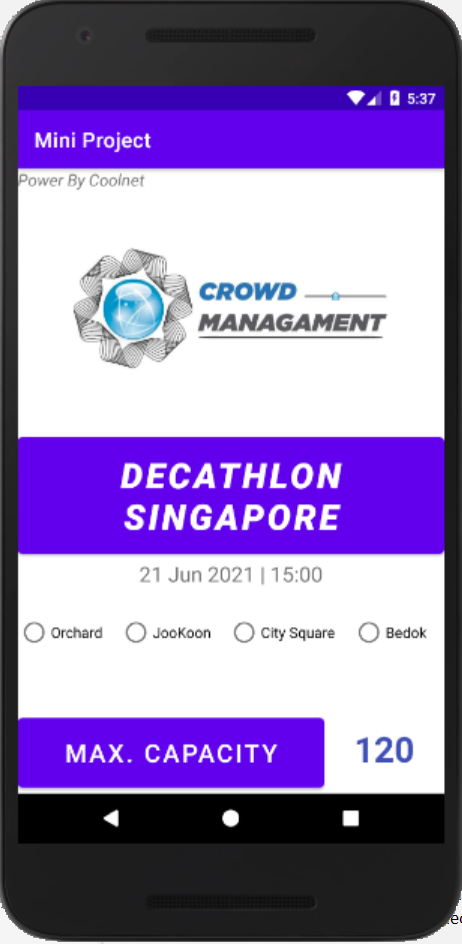 5:37
Mini Project
Power By Coolnet
CROWD
MANAGAMENT
DECATHLON
SINGAPORE
21 Jun 2021 | 15:00
Orchard JooKoon City Square Bedok
MAX. CAPACITY 120